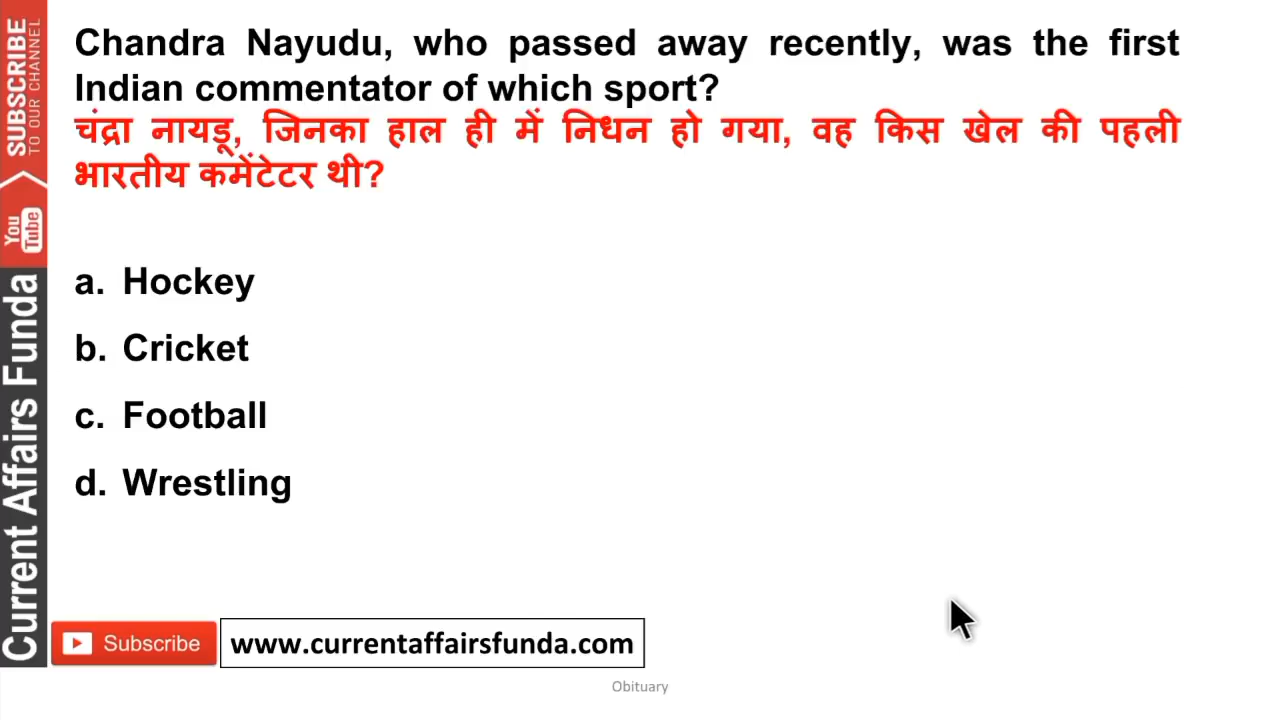 Chandra Nayudu, who passed away recently, was the first
Indian commentator of which sport?
चंद्रा नायडू, जिनका हाल ही में निधन हो गया, वह किस खेल की पहली
भारतीय कमेंटेटर थी?
a. Hockey
b. Cricket
c. Football
d. Wrestling
SUBSCRIBE
TO OUR CHANNEL
You
Tube
Current Affairs Funda
Subscribe
www.currentaffairsfunda.com
Obituary